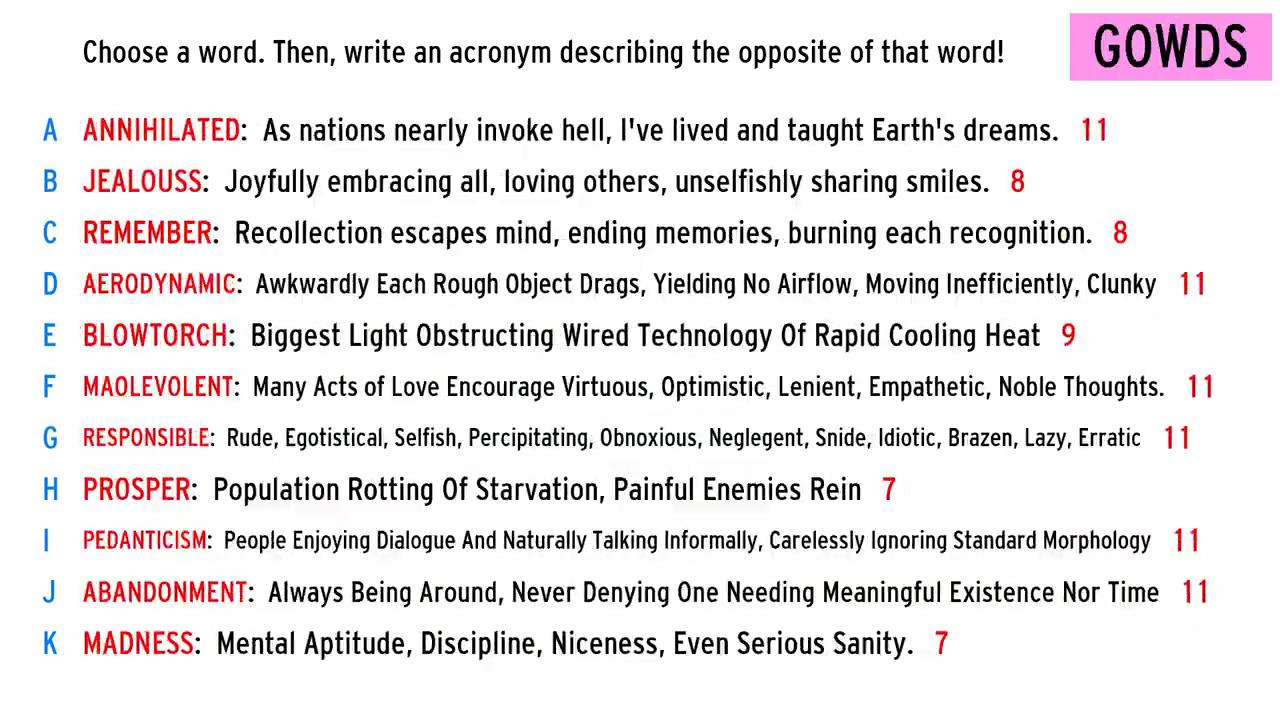 Choose a word. Then, write an acronym describing the opposite of that word!
GOWDS
A ANNIHILATED: As nations nearly invoke hell, I've lived and taught Earth's dreams. 11
B JEALOUSS: Joyfully embracing all, loving others, unselfishly sharing smiles. 8
C REMEMBER: Recollection escapes mind, ending memories, burning each recognition. 8
D AERODYNAMIC: Awkwardly Each Rough Object Drags, Yielding No Airflow, Moving Inefficiently, Clunky 11
E BLOWTORCH: Biggest Light Obstructing Wired Technology Of Rapid Cooling Heat 9
F MAOLEVOLENT: Many Acts of Love Encourage Virtuous, Optimistic, Lenient, Empathetic, Noble Thoughts. 11
G RESPONSIBLE: Rude, Egotistical, Selfish, Percipitating, Obnoxious, Neglegent, Snide, Idiotic, Brazen, Lazy, Erratic 11
H PROSPER: Population Rotting Of Starvation, Painful Enemies Rein 7
I PEDANTICISM: People Enjoying Dialogue And Naturally Talking Informally, Carelessly Ignoring Standard Morphology 11
J ABANDONMENT: Always Being Around, Never Denying One Needing Meaningful Existence Nor Time 11
K MADNESS: Mental Aptitude, Discipline, Niceness, Even Serious Sanity. 7